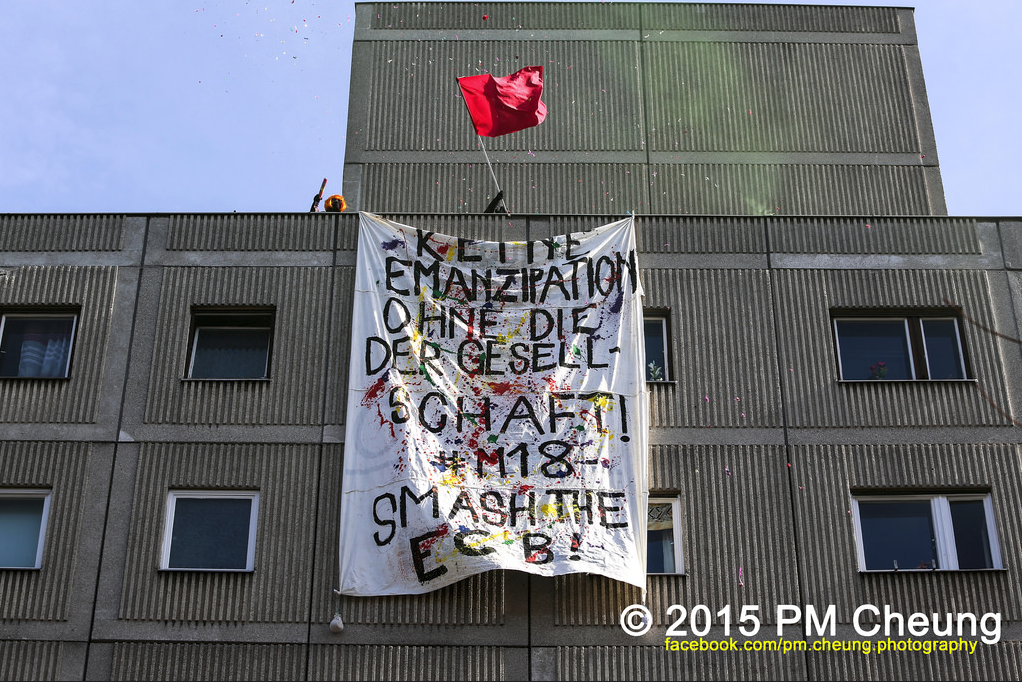 KEINE
EMANZIPATION
OHNE DIE
DER GESELL-
SCHAFT!
#M18-
SMASH THE
ECB!
© 2015 PM Cheung
facebook.com/pm.cheung.photography